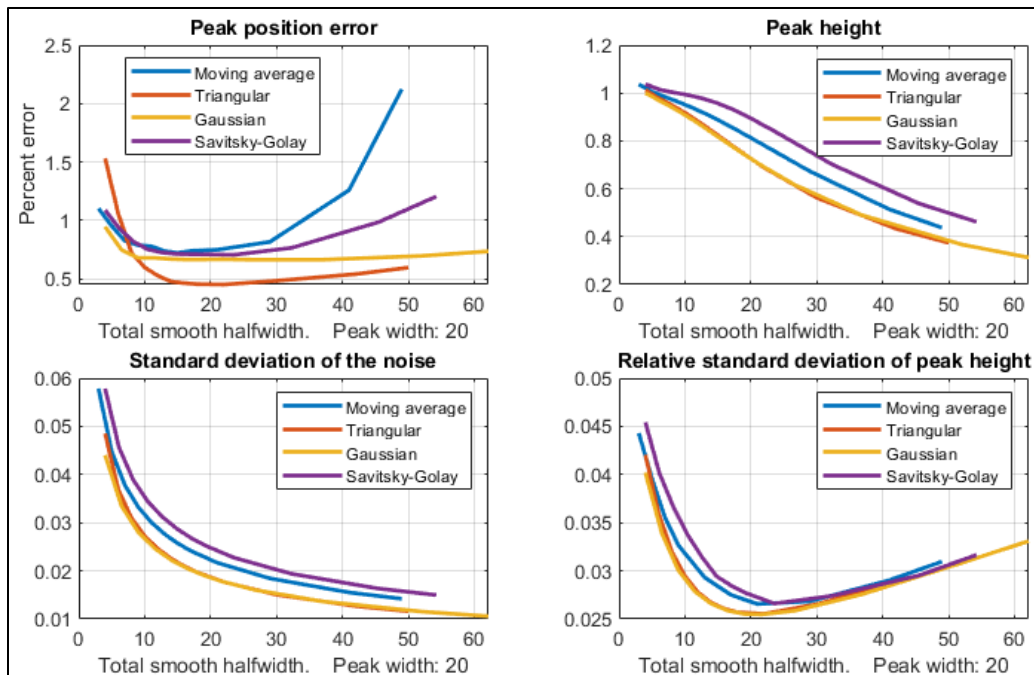 Peak position error
2.5
2
1.5
1
0.5
Percent error
Moving average
Triangular
Gaussian
Savitsky-Golay
0 10 20 30 40 50 60
Total smooth halfwidth. Peak width: 20
Peak height
1.2
1
0.8
0.6
0.4
0.2
Moving average
Triangular
Gaussian
Savitsky-Golay
0 10 20 30 40 50 60
Total smooth halfwidth. Peak width: 20
Standard deviation of the noise
0.06
0.05
0.04
0.03
0.02
0.01
Moving average
Triangular
Gaussian
Savitsky-Golay
0 10 20 30 40 50 60
Total smooth halfwidth. Peak width: 20
Relative standard deviation of peak height
0.05
0.045
0.04
0.035
0.03
0.025
Moving average
Triangular
Gaussian
Savitsky-Golay
0 10 20 30 40 50 60
Total smooth halfwidth. Peak width: 20